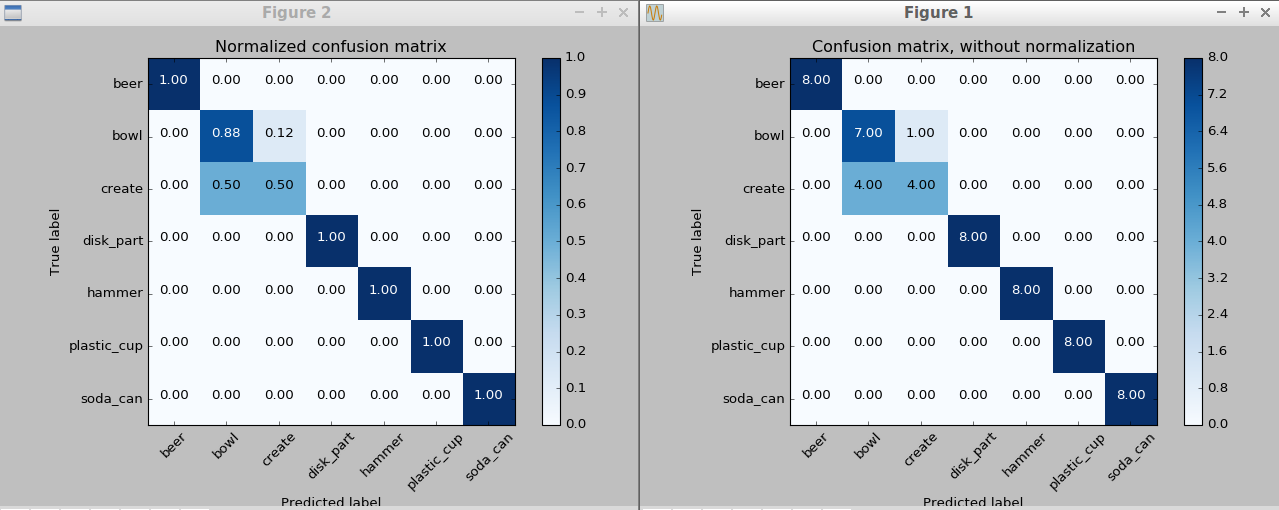 Figure 2
Normalized confusion matrix
beer 1.00 0.00 0.00 0.00 0.00 0.00 0.00
bowl 0.00 0.88 0.12 0.00 0.00 0.00 0.00
create 0.00 0.50 0.50 0.00 0.00 0.00 0.00
disk_part 0.00 0.00 0.00 1.00 0.00 0.00 0.00
hammer 0.00 0.00 0.00 0.00 1.00 0.00 0.00
plastic_cup 0.00 0.00 0.00 0.00 0.00 1.00 0.00
soda_can 0.00 0.00 0.00 0.00 0.00 0.00 1.00
True label
beer bowl create disk_part hammer plastic_cup soda_can
Predicted label
1.0
0.9
0.8
0.7
0.6
0.5
0.4
0.3
0.2
0.1
0.0
Figure 1
Confusion matrix, without normalization
beer 8.00 0.00 0.00 0.00 0.00 0.00 0.00
bowl 0.00 7.00 1.00 0.00 0.00 0.00 0.00
create 0.00 4.00 4.00 0.00 0.00 0.00 0.00
disk_part 0.00 0.00 0.00 8.00 0.00 0.00 0.00
hammer 0.00 0.00 0.00 0.00 8.00 0.00 0.00
plastic_cup 0.00 0.00 0.00 0.00 0.00 8.00 0.00
soda_can 0.00 0.00 0.00 0.00 0.00 0.00 8.00
True label
beer bowl create disk_part hammer plastic_cup soda_can
Predicted label
8.0
7.2
6.4
5.6
4.8
4.0
3.2
2.4
1.6
0.8
0.0